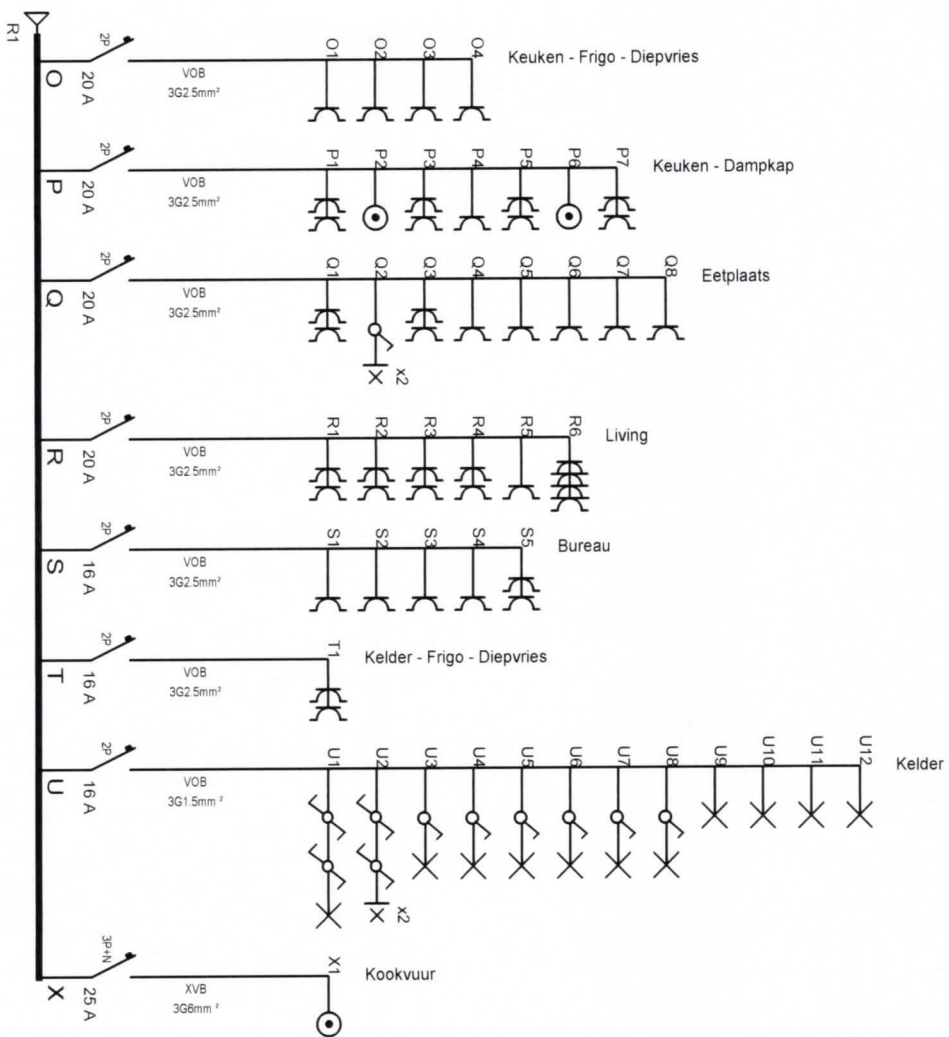 R1
2P
O
20 A
VOB
3G2.5mm²
O1
O2
O3
O4
Keuken - Frigo - Diepvries
2P
P
20 A
VOB
3G2.5mm²
P1
P2
P3
P4
P5
P6
P7
Keuken - Dampkap
2P
Q
20 A
VOB
3G2.5mm²
Q1
Q2
Q3
Q4
Q5
Q6
Q7
Q8
Eetplaats
x2
2P
R
20 A
VOB
3G2.5mm²
R1
R2
R3
R4
R5
R6
Living
2P
S
16 A
VOB
3G2.5mm²
S1
S2
S3
S4
S5
Bureau
2P
T
16 A
VOB
3G2.5mm²
T1
Kelder - Frigo - Diepvries
2P
U
16 A
VOB
3G1.5mm²
U1
U2
U3
U4
U5
U6
U7
U8
U9
U10
U11
U12
Kelder
x2
3P+N
X
25 A
XVB
3G6mm²
X1
Kookvuur